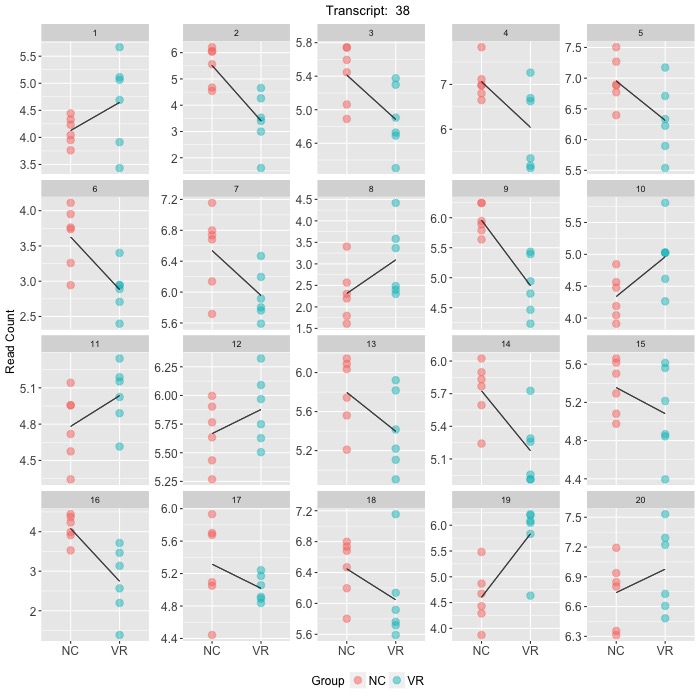 Transcript: 38
1 2 3 4 5
5.5 5.0 4.5 4.0 3.5
6 5 4 3 2
5.8 5.4 5.0 4.6
7 6
7.5 7.0 6.5 6.0 5.5
6 7 8 9 10
4.0 3.5 3.0 2.5
7.2 6.8 6.4 6.0 5.6
4.5 4.0 3.5 3.0 2.5 2.0 1.5
6.0 5.5 5.0 4.5
5.5 5.0 4.5 4.0
Read Count
11 12 13 14 15
5.1 4.8 4.5
6.25 6.00 5.75 5.50 5.25
6.0 5.6 5.2
6.0 5.7 5.4 5.1
5.6 5.2 4.8 4.4
16 17 18 19 20
4 3 2
6.0 5.6 5.2 4.8 4.4
7.2 6.8 6.4 6.0 5.6
6.0 5.5 5.0 4.5 4.0
7.5 7.2 6.9 6.6 6.3
NC VR NC VR NC VR NC VR NC VR
Group NC VR